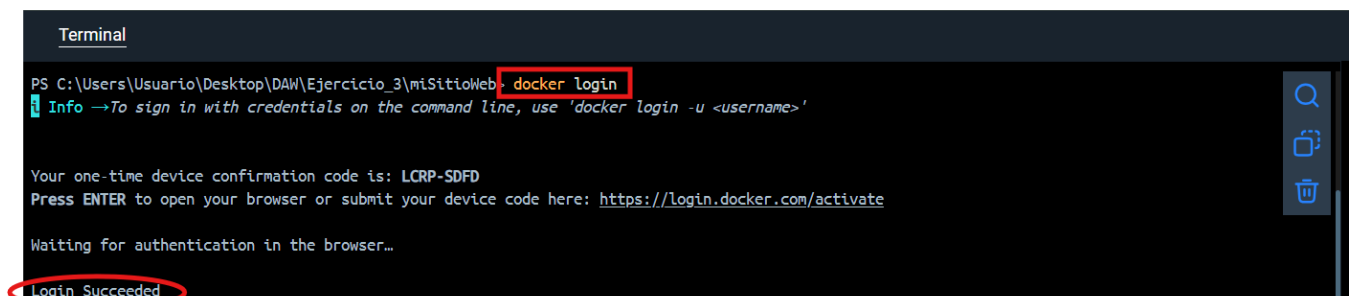 Terminal
PS C:\Users\Usuario\Desktop\DAW\Ejercicio_3\miSitioWeb> docker login
i Info →To sign in with credentials on the command line, use 'docker login -u <username>'
Your one-time device confirmation code is: LCRP-SDFD
Press ENTER to open your browser or submit your device code here: https://login.docker.com/activate
Waiting for authentication in the browser…
Login Succeeded